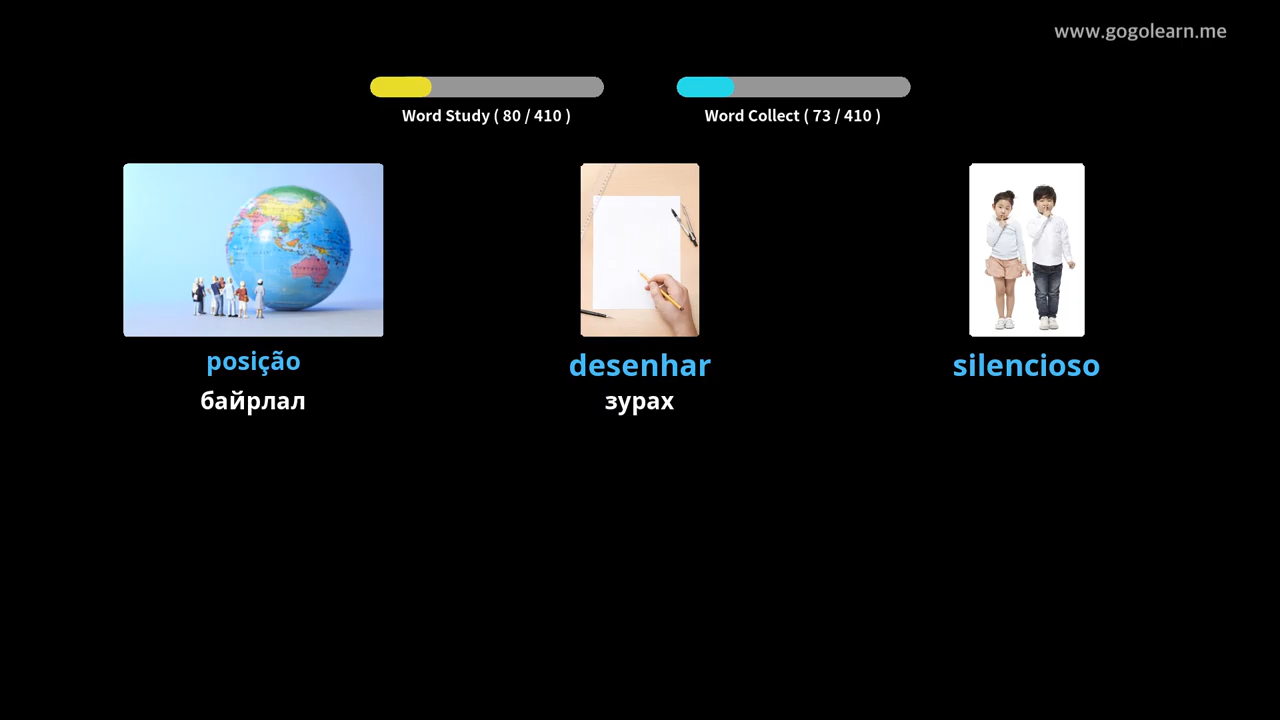 www.gogolearn.me
Word Study ( 80 / 410 )
Word Collect ( 73 / 410 )
posição
байрлал
desenhar
зурах
silencioso